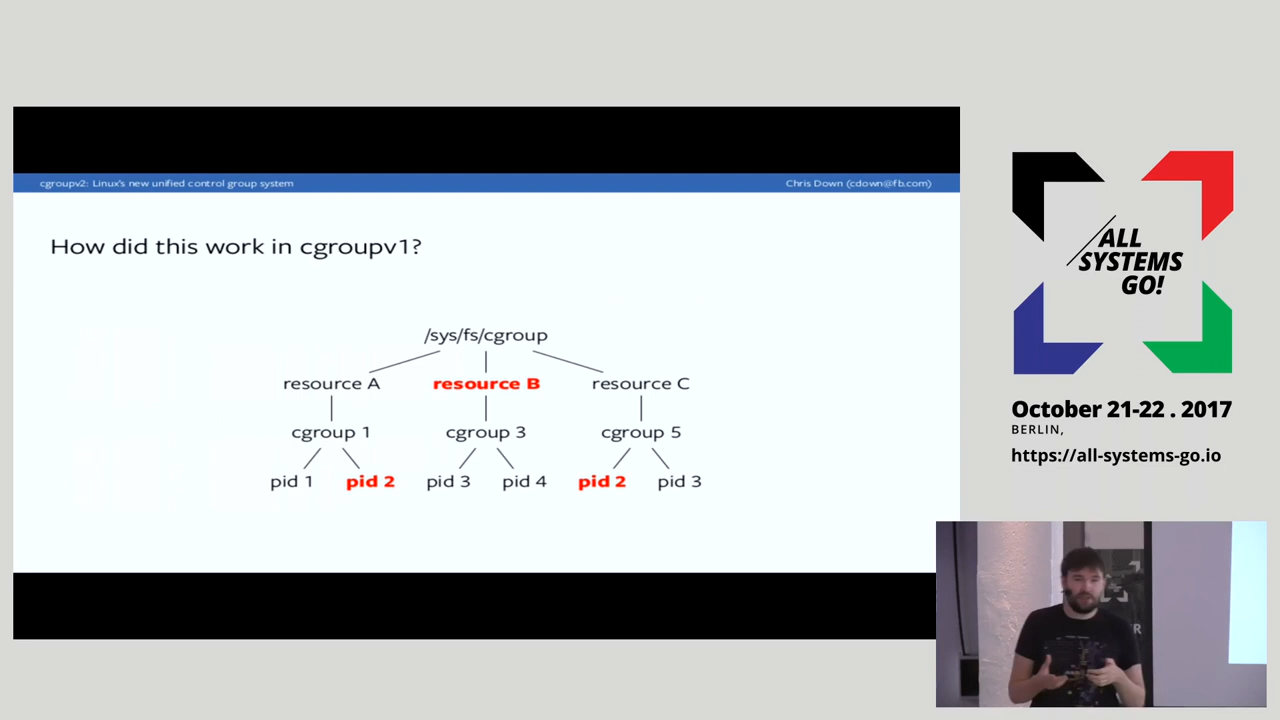 cgroupv2: Linux's new unified control group system
Chris Down (cdown@fb.com)
How did this work in cgroupv1?
/sys/fs/cgroup
resource A resource B resource C
cgroup 1 cgroup 3 cgroup 5
pid 1 pid 2 pid 3 pid 4 pid 2 pid 3
ALL
SYSTEMS
GO!
October 21-22 . 2017
BERLIN,
https://all-systems-go.io